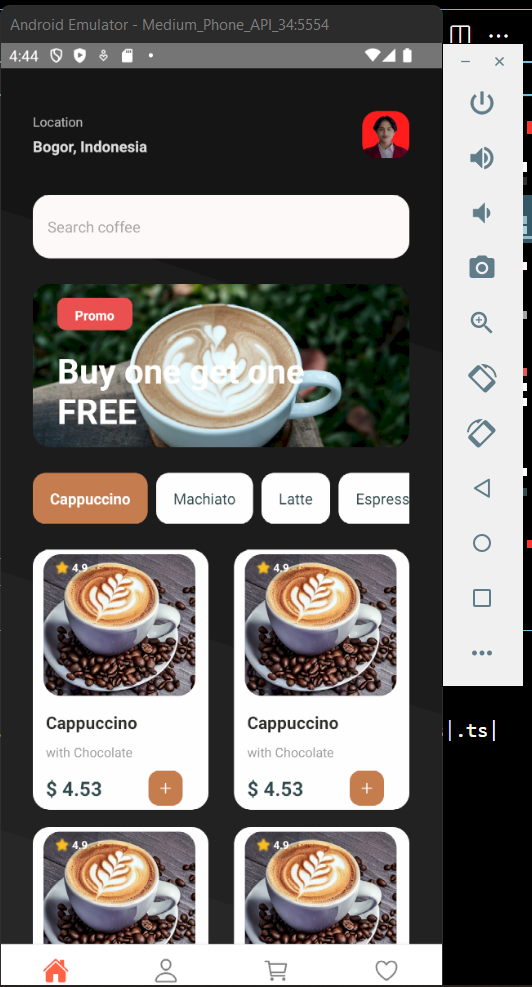 Android Emulator - Medium_Phone_API_34:5554
4:44
Location
Bogor, Indonesia
Search coffee
Promo
Buy one get one
FREE
Cappuccino Machiato Latte Espress
4.9 4.9
Cappuccino Cappuccino
with Chocolate with Chocolate
$ 4.53 + $ 4.53 +
4.9 4.9
|.ts|